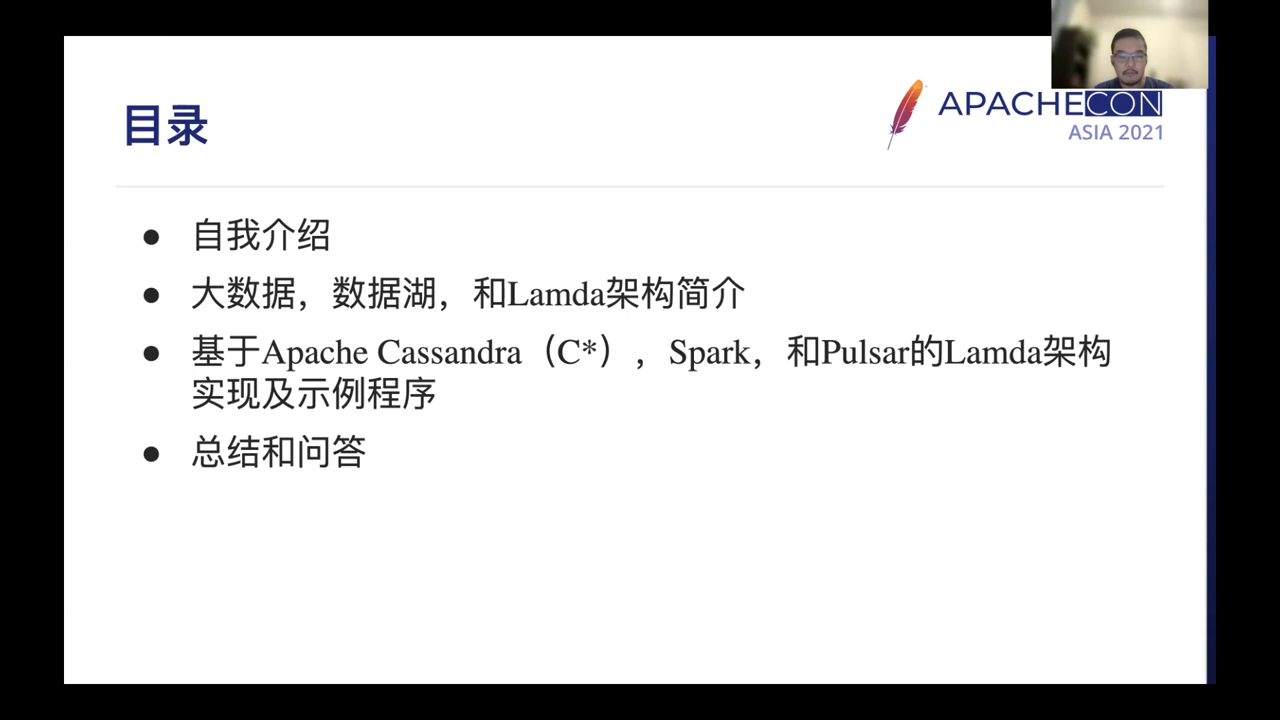 目录
APACHECON
ASIA 2021
● 自我介绍
● 大数据，数据湖，和Lamda架构简介
● 基于Apache Cassandra（C*），Spark，和Pulsar的Lamda架构
实现及示例程序
● 总结和问答